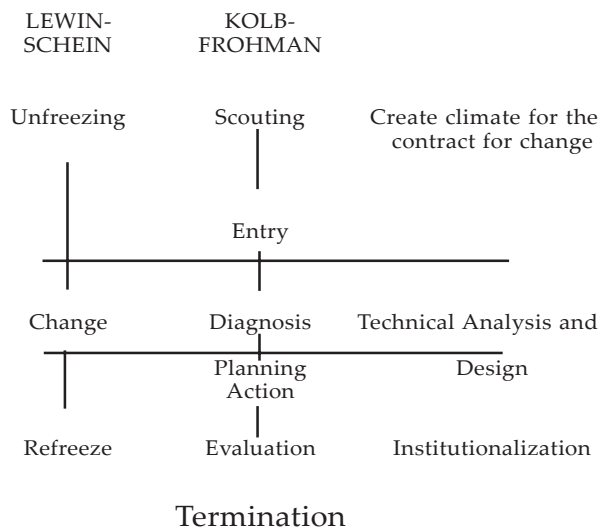 LEWIN-
SCHEIN
KOLB-
FROHMAN
Unfreezing
Scouting
Create climate for the
contract for change
Entry
Change
Diagnosis
Technical Analysis and
Planning
Design
Action
Refreeze
Evaluation
Institutionalization
Termination